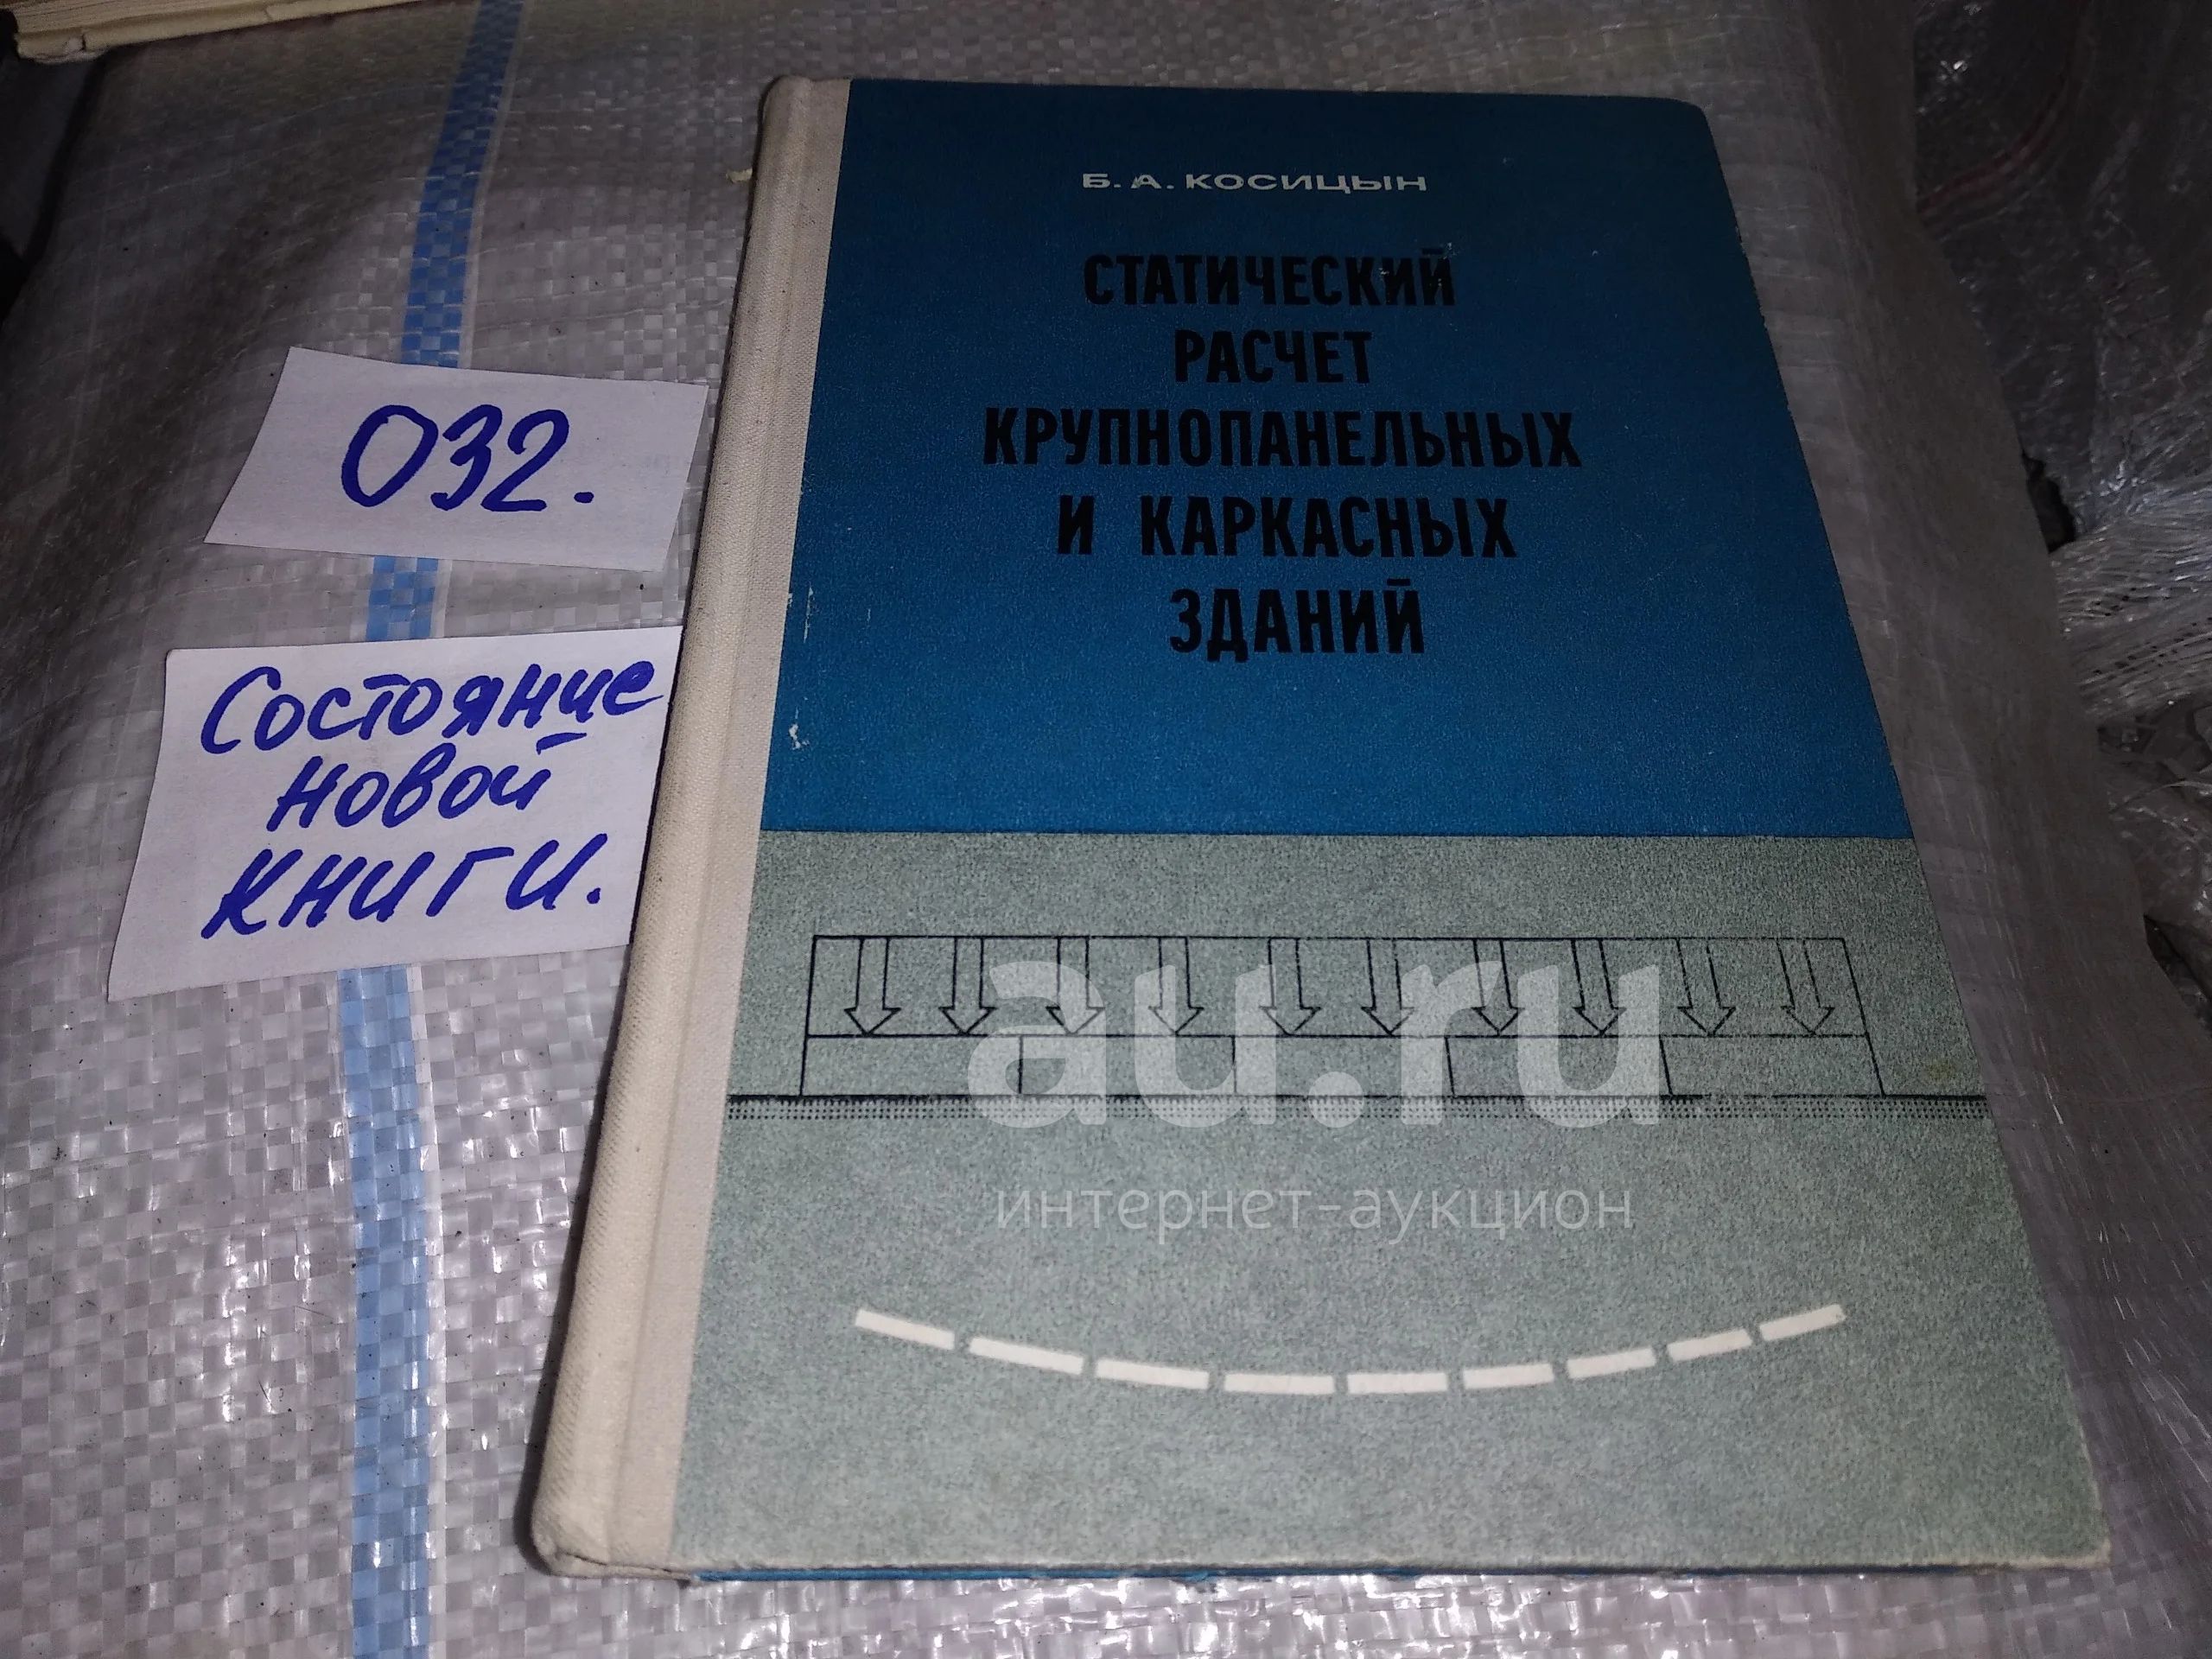 Б. А. КОСИЦЫН
СТАТИЧЕСКИЙ
РАСЧЕТ
КРУПНОПАНЕЛЬНЫХ
И КАРКАСНЫХ
ЗДАНИЙ
032.
Состояние
новой
книги.
au.ru
интернет-аукцион